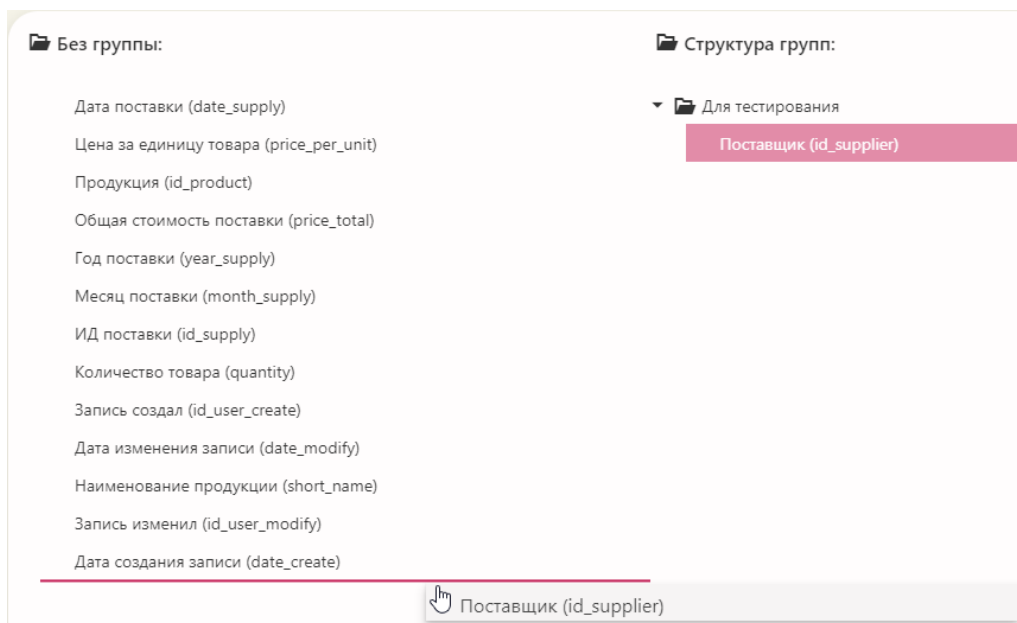 Без группы:
Дата поставки (date_supply)
Цена за единицу товара (price_per_unit)
Продукция (id_product)
Общая стоимость поставки (price_total)
Год поставки (year_supply)
Месяц поставки (month_supply)
ИД поставки (id_supply)
Количество товара (quantity)
Запись создал (id_user_create)
Дата изменения записи (date_modify)
Наименование продукции (short_name)
Запись изменил (id_user_modify)
Дата создания записи (date_create)
Структура групп:
Для тестирования
Поставщик (id_supplier)
Поставщик (id_supplier)